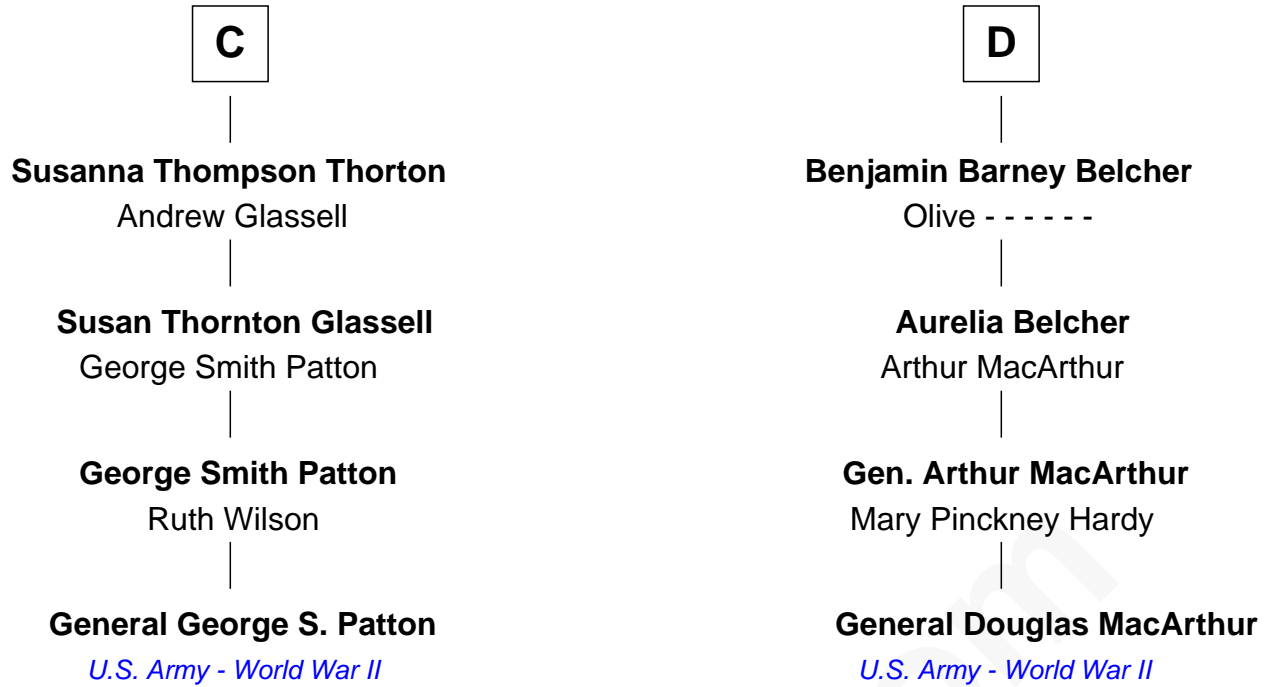 C
Susanna Thompson Thorton
Andrew Glassell
Susan Thornton Glassell
George Smith Patton
George Smith Patton
Ruth Wilson
General George S. Patton
U.S. Army - World War II
D
Benjamin Barney Belcher
Olive - - - - - -
Aurelia Belcher
Arthur MacArthur
Gen. Arthur MacArthur
Mary Pinckney Hardy
General Douglas MacArthur
U.S. Army - World War II